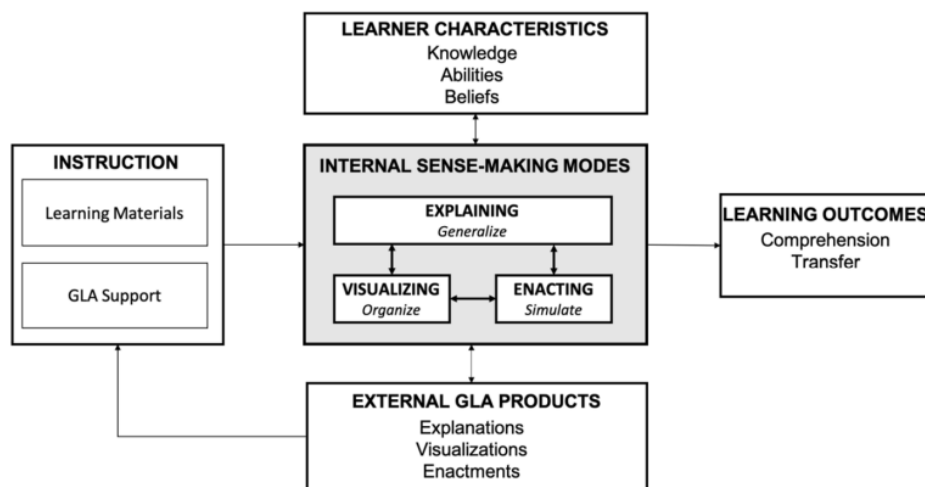 LEARNER CHARACTERISTICS
Knowledge
Abilities
Beliefs
INSTRUCTION
Learning Materials
GLA Support
INTERNAL SENSE-MAKING MODES
EXPLAINING
Generalize
VISUALIZING
Organize
ENACTING
Simulate
LEARNING OUTCOMES
Comprehension
Transfer
EXTERNAL GLA PRODUCTS
Explanations
Visualizations
Enactments